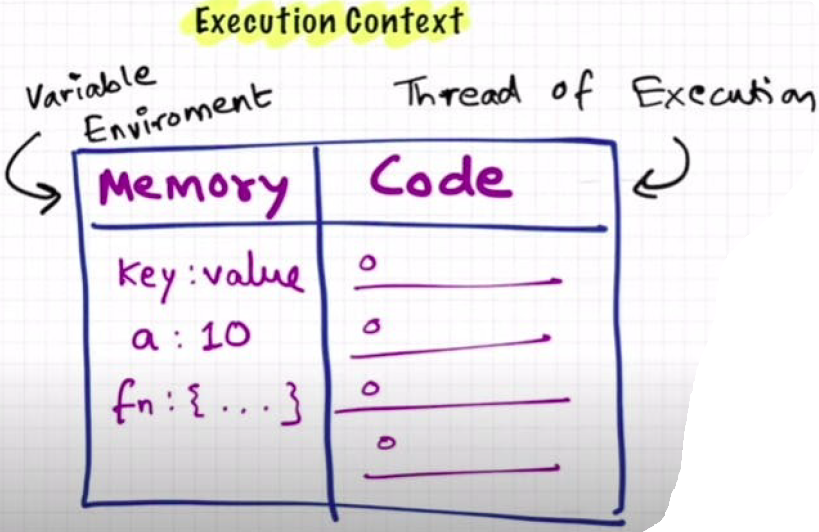 Execution Context
Variable
Enviroment
Thread of Execution
Memory
Code
key : value
a : 10
fn : { ... }